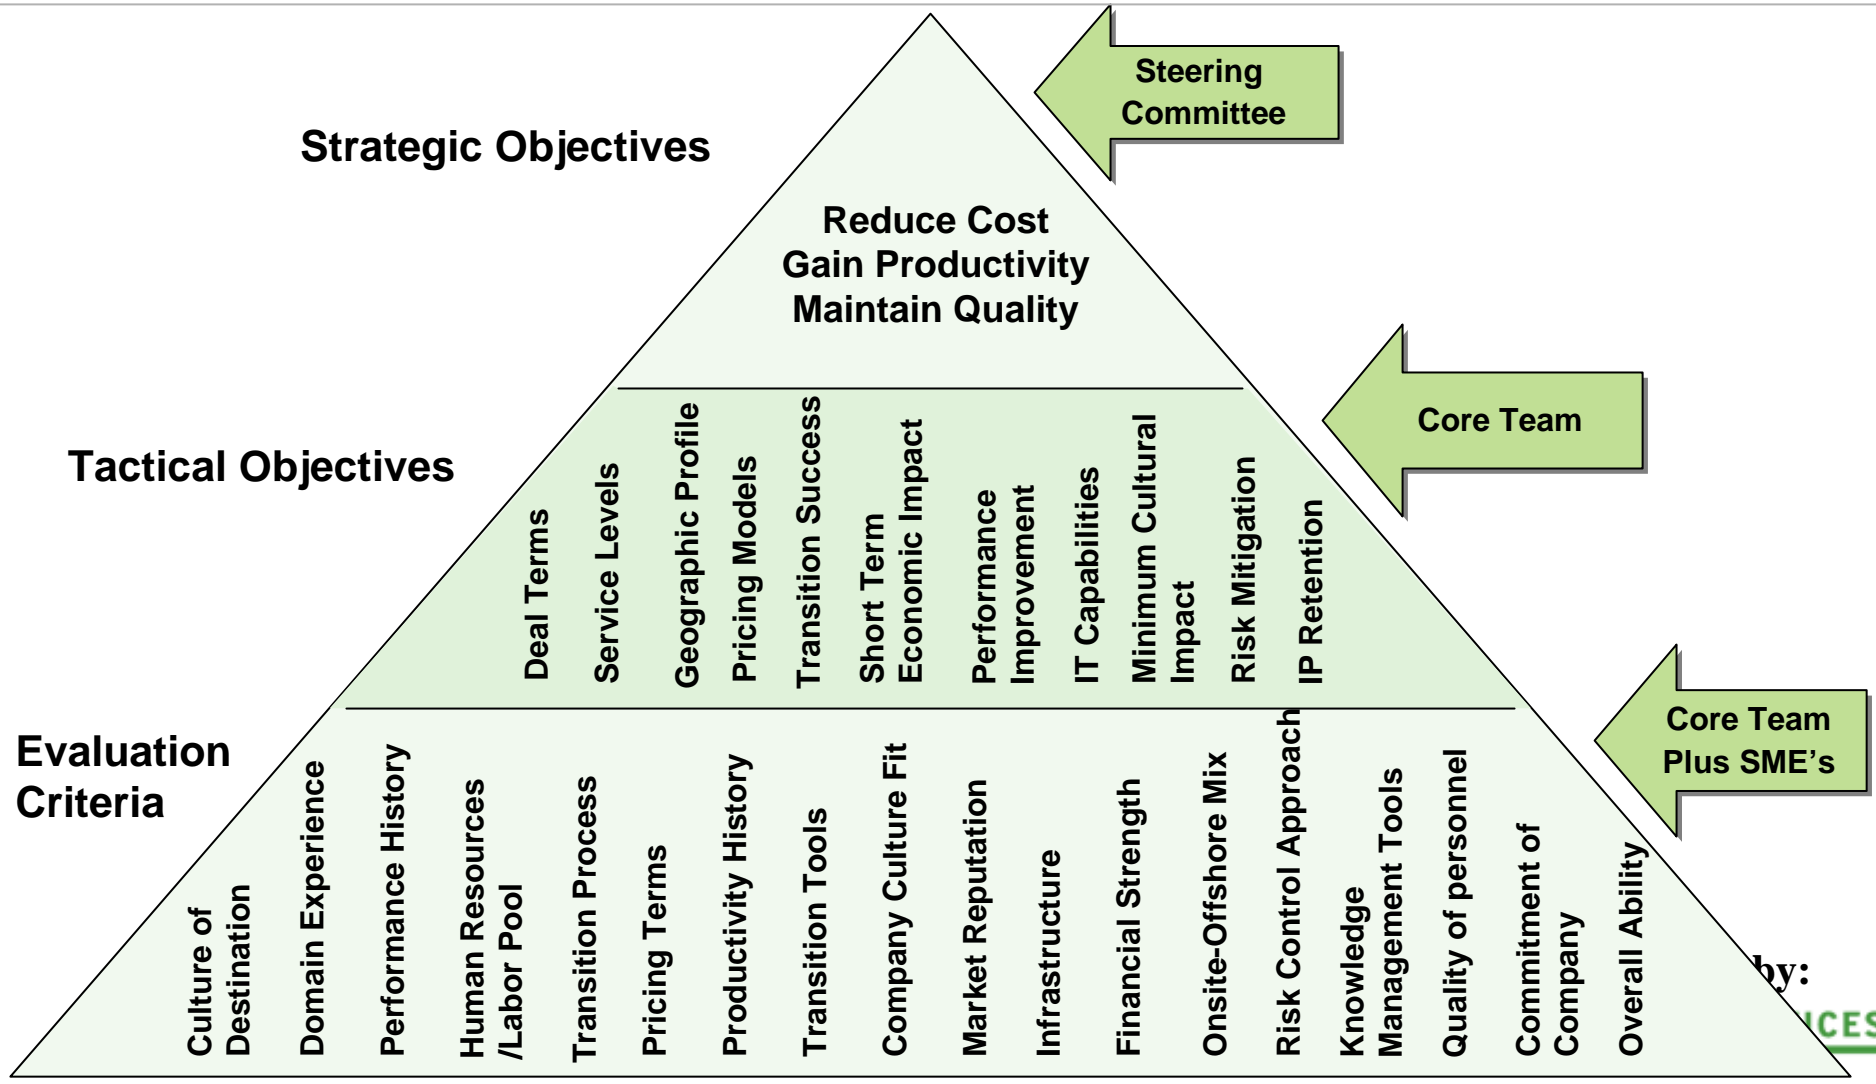 Steering
Committee
Strategic Objectives
Reduce Cost
Gain Productivity
Maintain Quality
Core Team
Tactical Objectives
Deal Terms
Service Levels
Geographic Profile
Pricing Models
Transition Success
Short Term
Economic Impact
Performance
Improvement
IT Capabilities
Minimum Cultural
Impact
Risk Mitigation
IP Retention
Core Team
Plus SME's
Evaluation
Criteria
Culture of
Destination
Domain Experience
Performance History
Human Resources
/Labor Pool
Transition Process
Pricing Terms
Productivity History
Transition Tools
Company Culture Fit
Market Reputation
Infrastructure
Financial Strength
Onsite-Offshore Mix
Risk Control Approach
Knowledge
Management Tools
Quality of personnel
Commitment of
Company
Overall Ability
by: